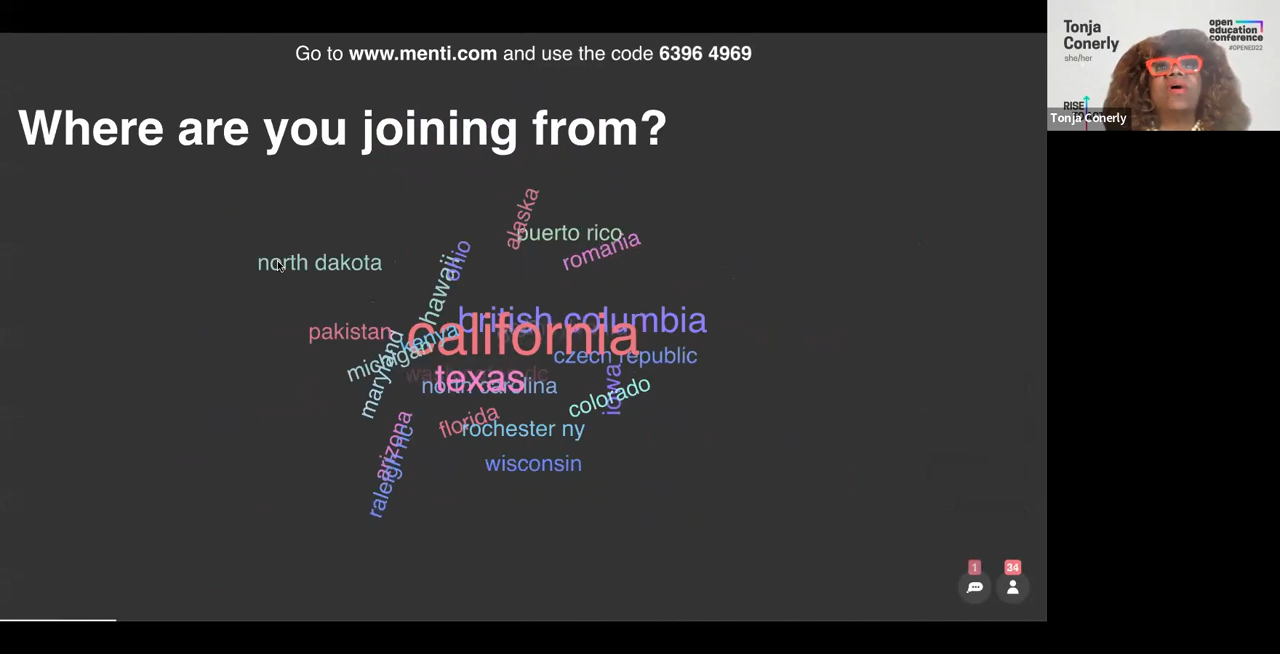 Go to www.menti.com and use the code 6396 4969
Where are you joining from?
alaska
puerto rico
romania
ohio
north dakota
hawaii
british columbia
california
pakistan
kenya
czech republic
michigan
maryland
texas
north carolina
iowa
colorado
florida
rochester ny
arizona
raleigh nc
wisconsin
1
34
Tonja
Conerly
she/her
open
education
conference
#OPENED22
RISE
Tonja Conerly